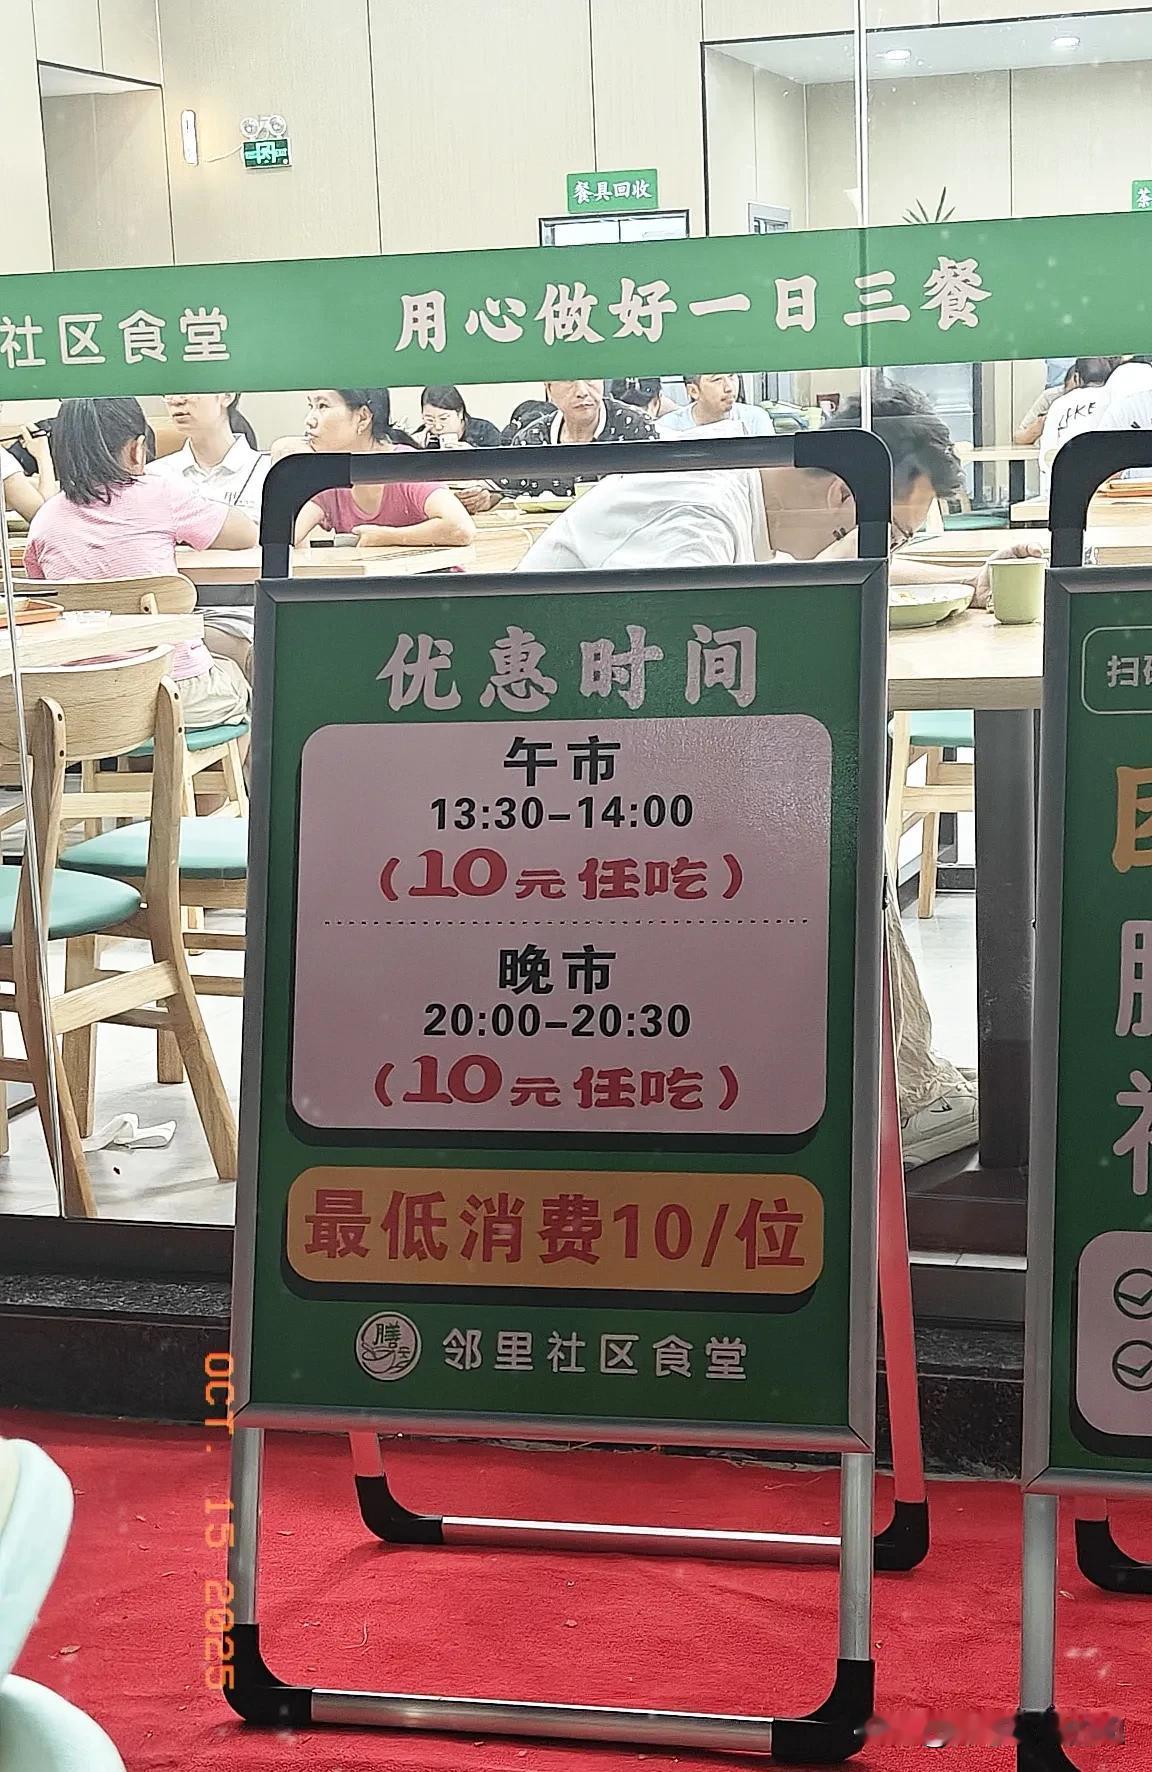 餐具回收
茶
社区食堂 用心做好一日三餐
优惠时间
午市
13:30-14:00
(10元任吃)
晚市
20:00-20:30
(10元任吃)
最低消费10/位
膳
邻里社区食堂
扫
OCT. 15 2025